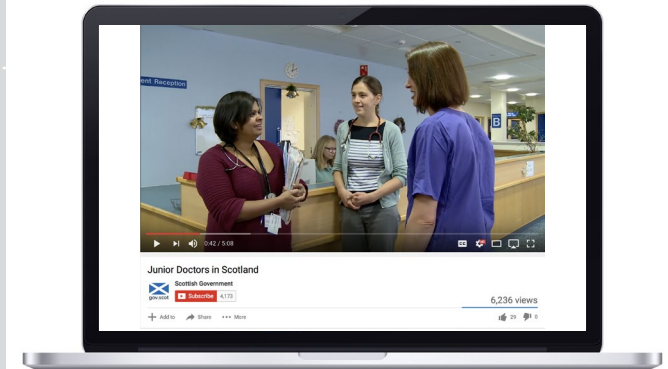 ent Reception
B
0:42 / 5:08
CC
Junior Doctors in Scotland
Scottish Government
gov.scot
Subscribe 4,173
6,236 views
Add to Share More
29 0